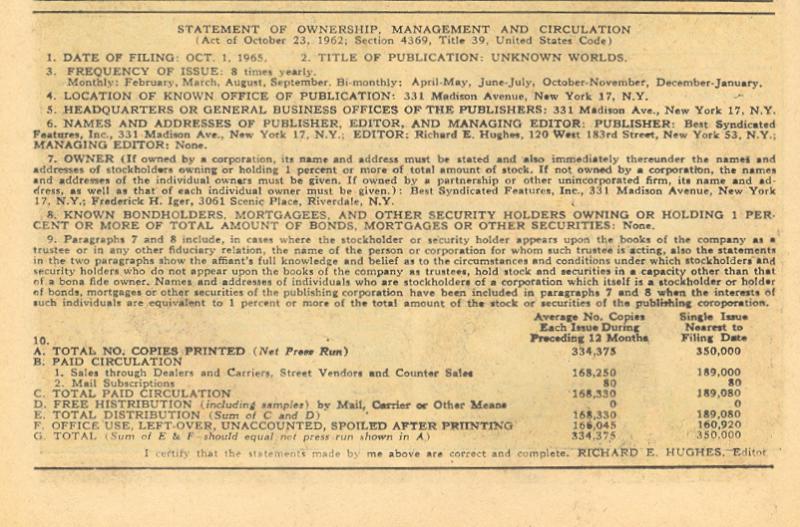 STATEMENT OF OWNERSHIP, MANAGEMENT AND CIRCULATION
(Act of October 23, 1962; Section 4369, Title 39, United States Code)
1. DATE OF FILING: OCT. 1, 1965. 2. TITLE OF PUBLICATION: UNKNOWN WORLDS.
3. FREQUENCY OF ISSUE: 8 times yearly.
Monthly: February, March, August, September. Bi-monthly: April-May, June-July, October-November, December-January.
4. LOCATION OF KNOWN OFFICE OF PUBLICATION: 331 Madison Avenue, New York 17, N.Y.
5. HEADQUARTERS OR GENERAL BUSINESS OFFICES OF THE PUBLISHERS: 331 Madison Ave., New York 17, N.Y.
6. NAMES AND ADDRESSES OF PUBLISHER, EDITOR, AND MANAGING EDITOR: PUBLISHER: Best Syndicated
Features, Inc., 331 Madison Ave., New York 17, N.Y.; EDITOR: Richard E. Hughes, 120 West 183rd Street, New York 53, N.Y.;
MANAGING EDITOR: None.
7. OWNER (If owned by a corporation, its name and address must be stated and also immediately thereunder the names and
addresses of stockholders owning or holding 1 percent or more of total amount of stock. If not owned by a corporation, the names
and addresses of the individual owners must be given. If owned by a partnership or other unincorporated firm, its name and ad-
dress, as well as that of each individual owner must be given.): Best Syndicated Features, Inc., 331 Madison Avenue, New York
17, N.Y.; Frederick H. Iger, 3061 Scenic Place, Riverdale, N.Y.
8. KNOWN BONDHOLDERS, MORTGAGEES, AND OTHER SECURITY HOLDERS OWNING OR HOLDING 1 PER-
CENT OR MORE OF TOTAL AMOUNT OF BONDS, MORTGAGES OR OTHER SECURITIES: None.
9. Paragraphs 7 and 8 include, in cases where the stockholder or security holder appears upon the books of the company as a
trustee or in any other fiduciary relation, the name of the person or corporation for whom such trustee is acting, also the statements
in the two paragraphs show the affiant's full knowledge and belief as to the circumstances and conditions under which stockholders and
security holders who do not appear upon the books of the company as trustees, hold stock and securities in a capacity other than that
of a bona fide owner. Names and addresses of individuals who are stockholders of a corporation which itself is a stockholder or holder
of bonds, mortgages or other securities of the publishing corporation have been included in paragraphs 7 and 8 when the interests of
such individuals are equivalent to 1 percent or more of the total amount of the stock or securities of the publishing coroporation.
Average No. Copies Single Issue
Each Issue During Nearest to
Preceding 12 Months Filing Date
10.
A. TOTAL NO. COPIES PRINTED (Net Press Run) 334,375 350,000
B. PAID CIRCULATION
1. Sales through Dealers and Carriers, Street Vendors and Counter Sales 168,250 189,000
2. Mail Subscriptions 80 80
C. TOTAL PAID CIRCULATION 168,330 189,080
D. FREE HISTRIBUTION (including samples) by Mail, Carrier or Other Means 0 0
E. TOTAL DISTRIBUTION (Sum of C and D) 168,330 189,080
F. OFFICE USE, LEFT-OVER, UNACCOUNTED, SPOILED AFTER PRIINTING 166,045 160,920
G. TOTAL (Sum of E & F—should equal net press run shown in A) 334,375 350,000
I certify that the statements made by me above are correct and complete. RICHARD E. HUGHES, Editor